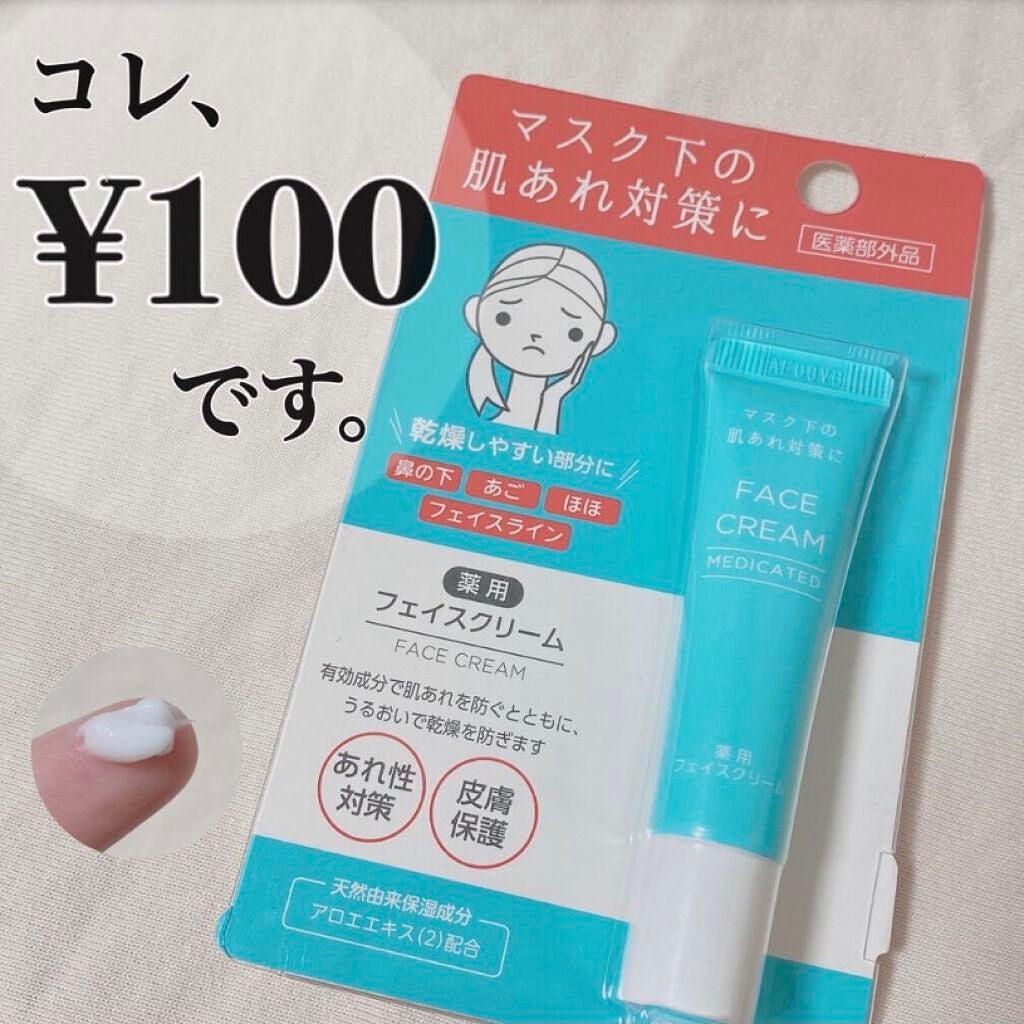 コレ、
¥100
です。
マスク下の
肌あれ対策に
医薬部外品
乾燥しやすい部分に
鼻の下 あご ほほ
フェイスライン
薬用
フェイスクリーム
FACE CREAM
有効成分で肌あれを防ぐとともに、
うるおいで乾燥を防ぎます
あれ性
対策
皮膚
保護
天然由来保湿成分
アロエエキス(2)配合
マスク下の
肌あれ対策に
FACE
CREAM
MEDICATED
薬用
フェイスクリーム